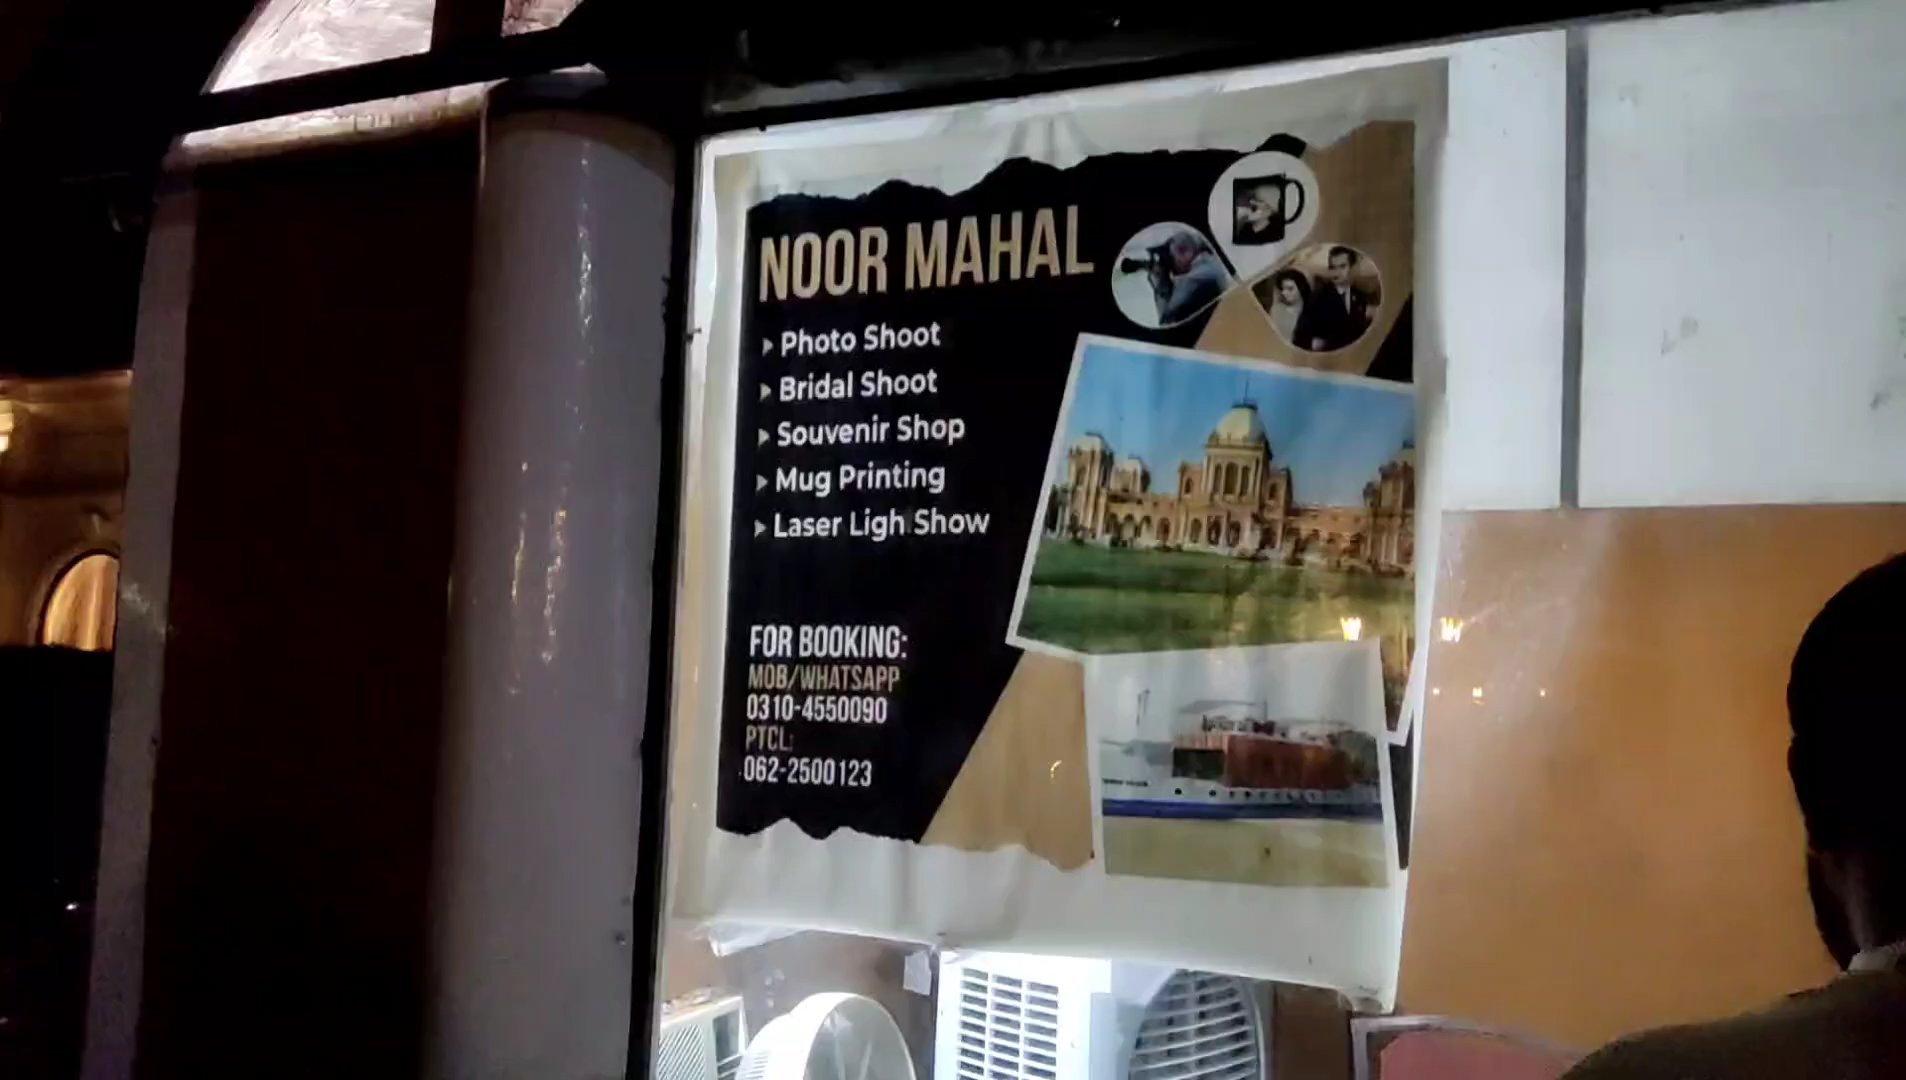 NOOR MAHAL
Photo Shoot
Bridal Shoot
Souvenir Shop
Mug Printing
Laser Ligh Show
FOR BOOKING:
MOB/WHATSAPP
0310-4550090
PTCL:
062-2500123